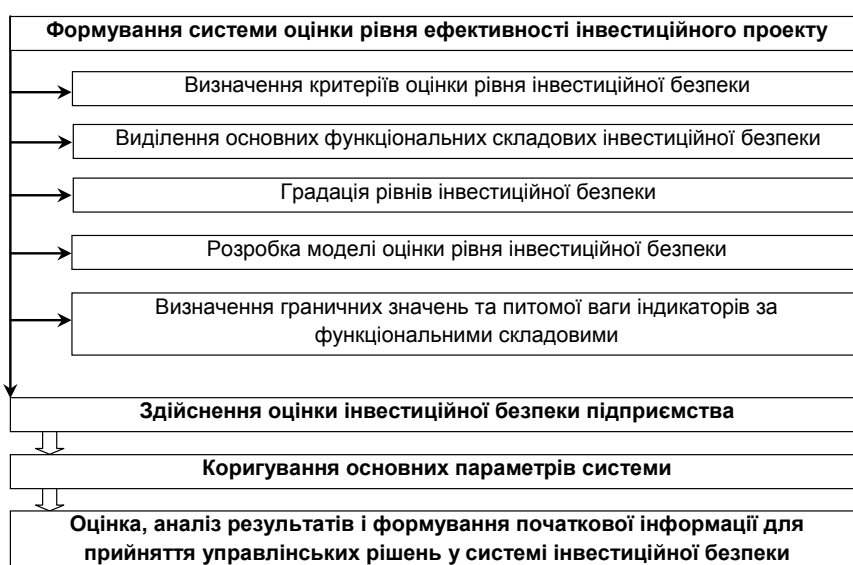 Формування системи оцінки рівня ефективності інвестиційного проекту
Визначення критеріїв оцінки рівня інвестиційної безпеки
Виділення основних функціональних складових інвестиційної безпеки
Градація рівнів інвестиційної безпеки
Розробка моделі оцінки рівня інвестиційної безпеки
Визначення граничних значень та питомої ваги індикаторів за
функціональними складовими
Здійснення оцінки інвестиційної безпеки підприємства
Коригування основних параметрів системи
Оцінка, аналіз результатів і формування початкової інформації для
прийняття управлінських рішень у системі інвестиційної безпеки